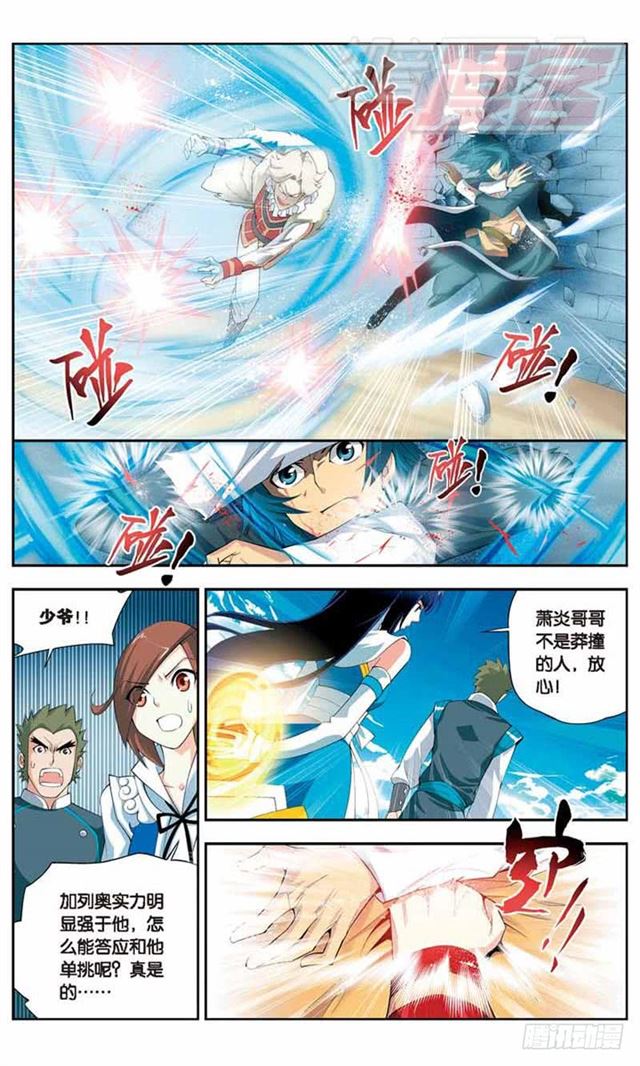 碰
碰
碰!
碰!
碰!
少爷!!
萧炎哥哥
不是莽撞
的人，放
心!
加列奥实力明
显强于他，怎
么能答应和他
单挑呢？真是
的……
腾讯动漫